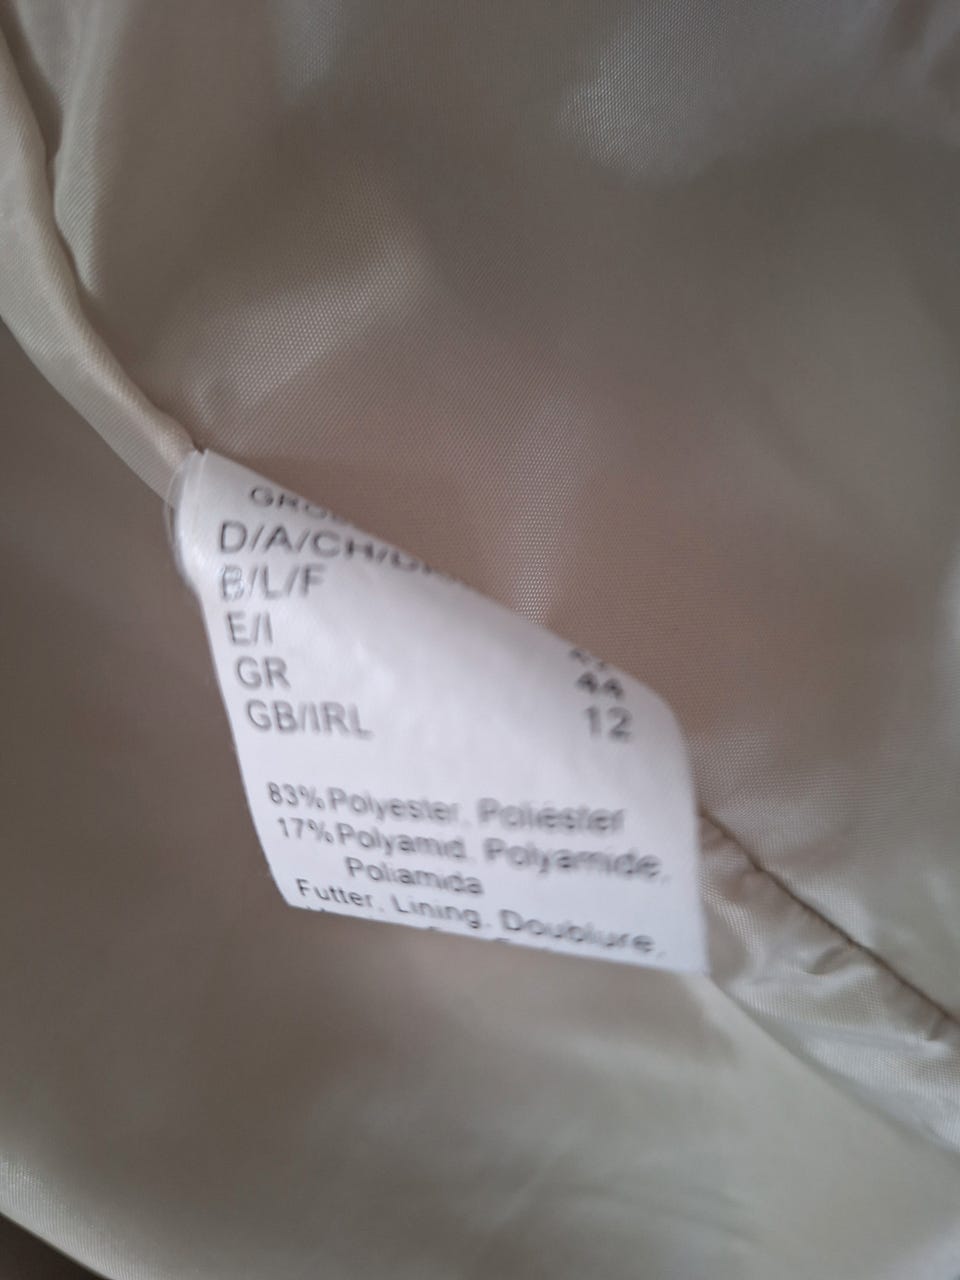 D/A/CH/
B/L/F
E/I
GR 44
GB/IRL 12
83% Polyester, Poliéster
17% Polyamid, Polyamide,
Poliamida
Futter, Lining, Doublure,